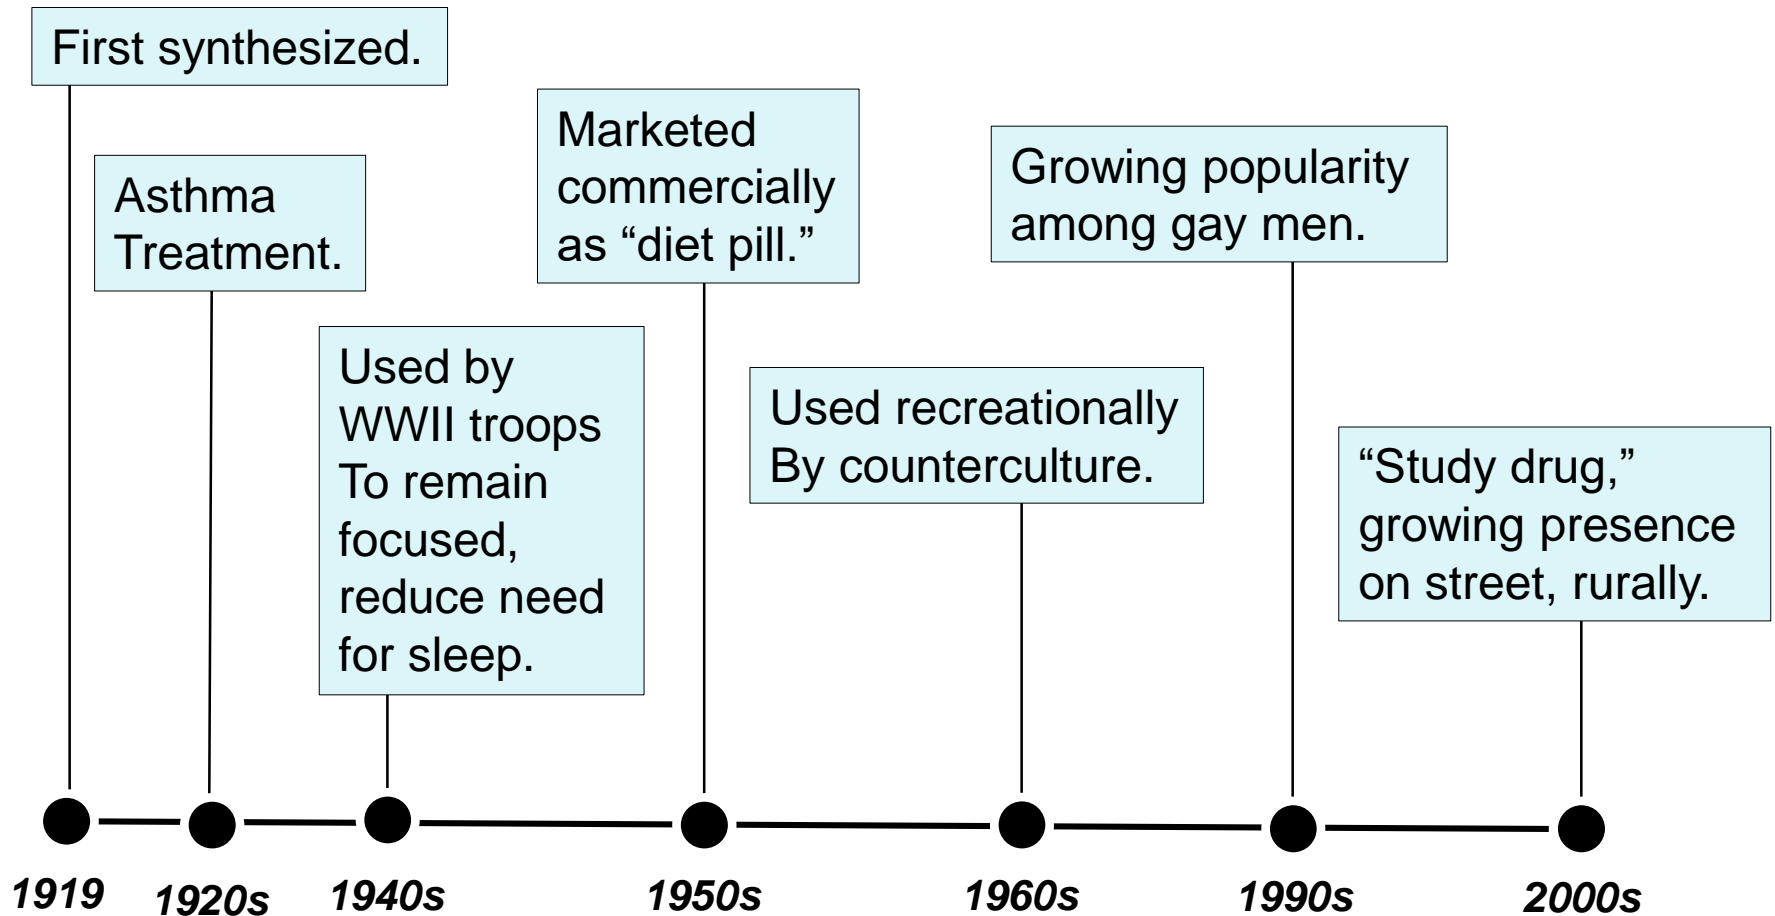 First synthesized.
Asthma
Treatment.
Used by
WWII troops
To remain
focused,
reduce need
for sleep.
Marketed
commercially
as “diet pill.”
Used recreationally
By counterculture.
Growing popularity
among gay men.
“Study drug,”
growing presence
on street, rurally.
1919
1920s
1940s
1950s
1960s
1990s
2000s